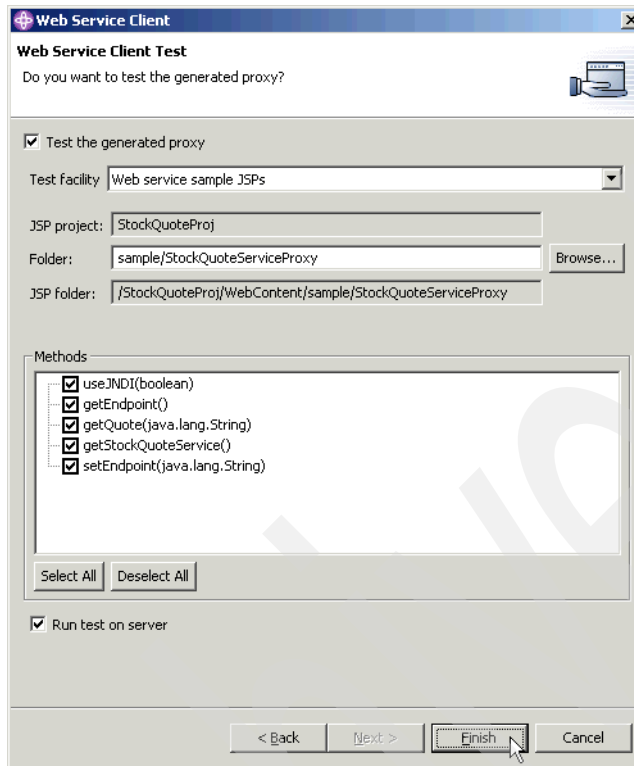 Web Service Client
Web Service Client Test
Do you want to test the generated proxy?
Test the generated proxy
Test facility Web service sample JSPs
JSP project: StockQuoteProj
Folder: sample/StockQuoteServiceProxy Browse...
JSP folder: /StockQuoteProj/WebContent/sample/StockQuoteServiceProxy
Methods
useJNDI(boolean)
getEndpoint()
getQuote(java.lang.String)
getStockQuoteService()
setEndpoint(java.lang.String)
Select All Deselect All
Run test on server
< Back Next > Finish Cancel